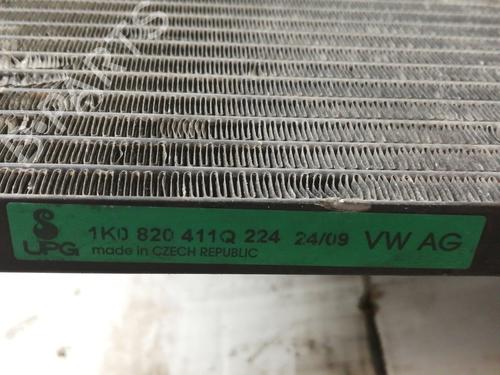 UPG
1K0 820 411Q 224 24/09 VW AG
made in CZECH REPUBLIC